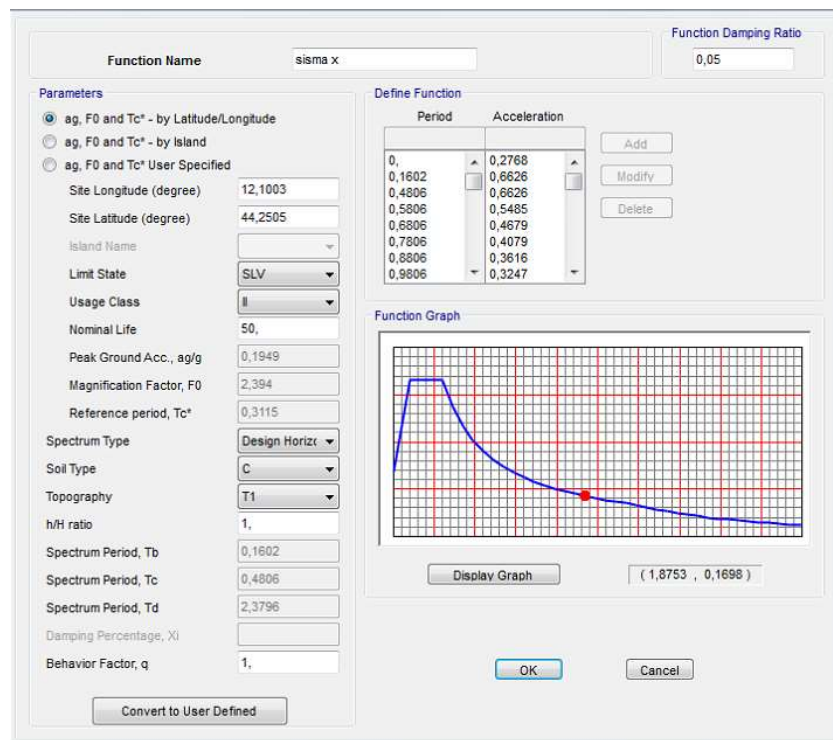 Function Name
sisma x
Function Damping Ratio
0,05
Parameters
ag, F0 and Tc* - by Latitude/Longitude
ag, F0 and Tc* - by Island
ag, F0 and Tc* User Specified
Site Longitude (degree) 12,1003
Site Latitude (degree) 44,2505
Island Name
Limit State SLV
Usage Class II
Nominal Life 50,
Peak Ground Acc., ag/g 0,1949
Magnification Factor, F0 2,394
Reference period, Tc* 0,3115
Spectrum Type Design Horizo
Soil Type C
Topography T1
h/H ratio 1,
Spectrum Period, Tb 0,1602
Spectrum Period, Tc 0,4806
Spectrum Period, Td 2,3796
Damping Percentage, Xi
Behavior Factor, q 1,
Convert to User Defined
Define Function
Period Acceleration
0, 0,2768
0,1602 0,6626
0,4806 0,6626
0,5806 0,5485
0,6806 0,4679
0,7806 0,4079
0,8806 0,3616
0,9806 0,3247
Add
Modify
Delete
Function Graph
Display Graph
( 1,8753 , 0,1698 )
OK
Cancel